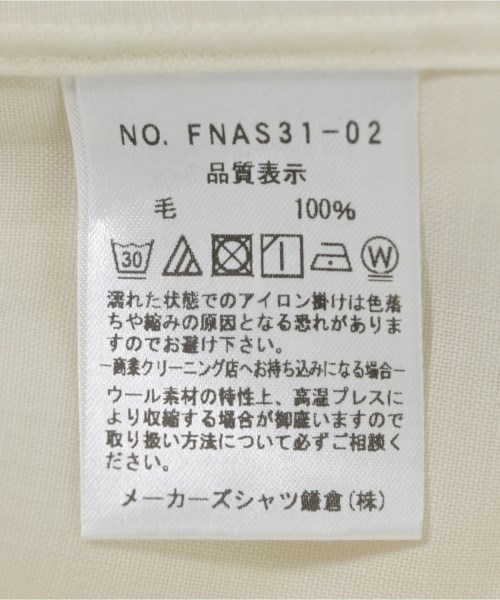 NO. FNAS31-02
品質表示
毛 100%
30 W
濡れた状態でのアイロン掛けは色落
ちや縮みの原因となる恐れがありま
すのでお避け下さい。
—商業クリーニング店へお持ち込みになる場合—
ウール素材の特性上、高温プレスに
より収縮する場合が御座いますので
取り扱い方法について必ずご相談く
ださい。
メーカーズシャツ鎌倉(株)